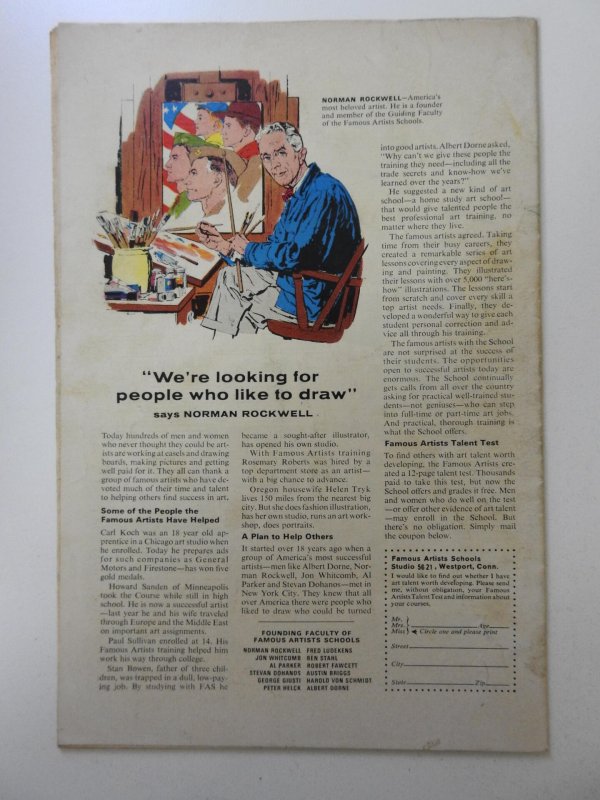 NORMAN ROCKWELL—America's
most beloved artist. He is a founder
and member of the Guiding Faculty
of the Famous Artists Schools.
"We're looking for
people who like to draw"
says NORMAN ROCKWELL
Today hundreds of men and women
who never thought they could be art-
ists are working at easels and drawing
boards, making pictures and getting
well paid for it. They all can thank a
group of famous artists who have de-
voted much of their time and talent
to helping others find success in art.
Some of the People the
Famous Artists Have Helped
Carl Koch was an 18 year old ap-
prentice in a Chicago art studio when
he enrolled. Today he prepares ads
for such companies as General
Motors and Firestone—has won five
gold medals.
Howard Sanden of Minneapolis
took the Course while still in high
school. He is now a successful artist
—last year he and his wife traveled
through Europe and the Middle East
on important art assignments.
Paul Sullivan enrolled at 14. His
Famous Artists training helped him
work his way through college.
Stan Bowen, father of three chil-
dren, was trapped in a dull, low-pay-
ing job. By studying with FAS he
became a sought-after illustrator,
has opened his own studio.
With Famous Artists training
Rosemary Roberts was hired by a
top department store as an artist—
with a big chance to advance.
Oregon housewife Helen Tryk
lives 150 miles from the nearest big
city. But she does fashion illustration,
has her own studio, runs an art work-
shop, does portraits.
A Plan to Help Others
It started over 18 years ago when a
group of America's most successful
artists—men like Albert Dorne, Nor-
man Rockwell, Jon Whitcomb, Al
Parker and Stevan Dohanos—met in
New York City. They knew that all
over America there were people who
liked to draw who could be turned
FOUNDING FACULTY OF
FAMOUS ARTISTS SCHOOLS
NORMAN ROCKWELL FRED LUDEKENS
JON WHITCOMB BEN STAHL
AL PARKER ROBERT FAWCETT
STEVAN DOHANOS AUSTIN BRIGGS
GEORGE GIUSTI HAROLD VON SCHMIDT
PETER HELCK ALBERT DORNE
into good artists. Albert Dorne asked,
"Why can't we give these people the
training they need—including all the
trade secrets and know-how we've
learned over the years?"
He suggested a new kind of art
school—a home study art school—
that would give talented people the
best professional art training, no
matter where they live.
The famous artists agreed. Taking
time from their busy careers, they
created a remarkable series of art
lessons covering every aspect of draw-
ing and painting. They illustrated
their lessons with over 5,000 "here's-
how" illustrations. The lessons start
from scratch and cover every skill a
top artist needs. Finally, they de-
veloped a wonderful way to give each
student personal correction and ad-
vice all through his training.
The famous artists with the School
are not surprised at the success of
their students. The opportunities
open to successful artists today are
enormous. The School continually
gets calls from all over the country
asking for practical well-trained stu-
dents—not geniuses—who can step
into full-time or part-time art jobs.
And practical, thorough training is
what the School offers.
Famous Artists Talent Test
To find others with art talent worth
developing, the Famous Artists cre-
ated a 12-page talent test. Thousands
paid to take this test, but now the
School offers and grades it free. Men
and women who do well on the test
—or offer other evidence of art talent
—may enroll in the School. But
there's no obligation. Simply mail
the coupon below.
Famous Artists Schools
Studio 5621, Westport, Conn.
I would like to find out whether I have
art talent worth developing. Please send
me, without obligation, your Famous
Artists Talent Test and information about
your courses.
Mr.
Mrs. Age
Miss Circle one and please print
Street
City
State Zip